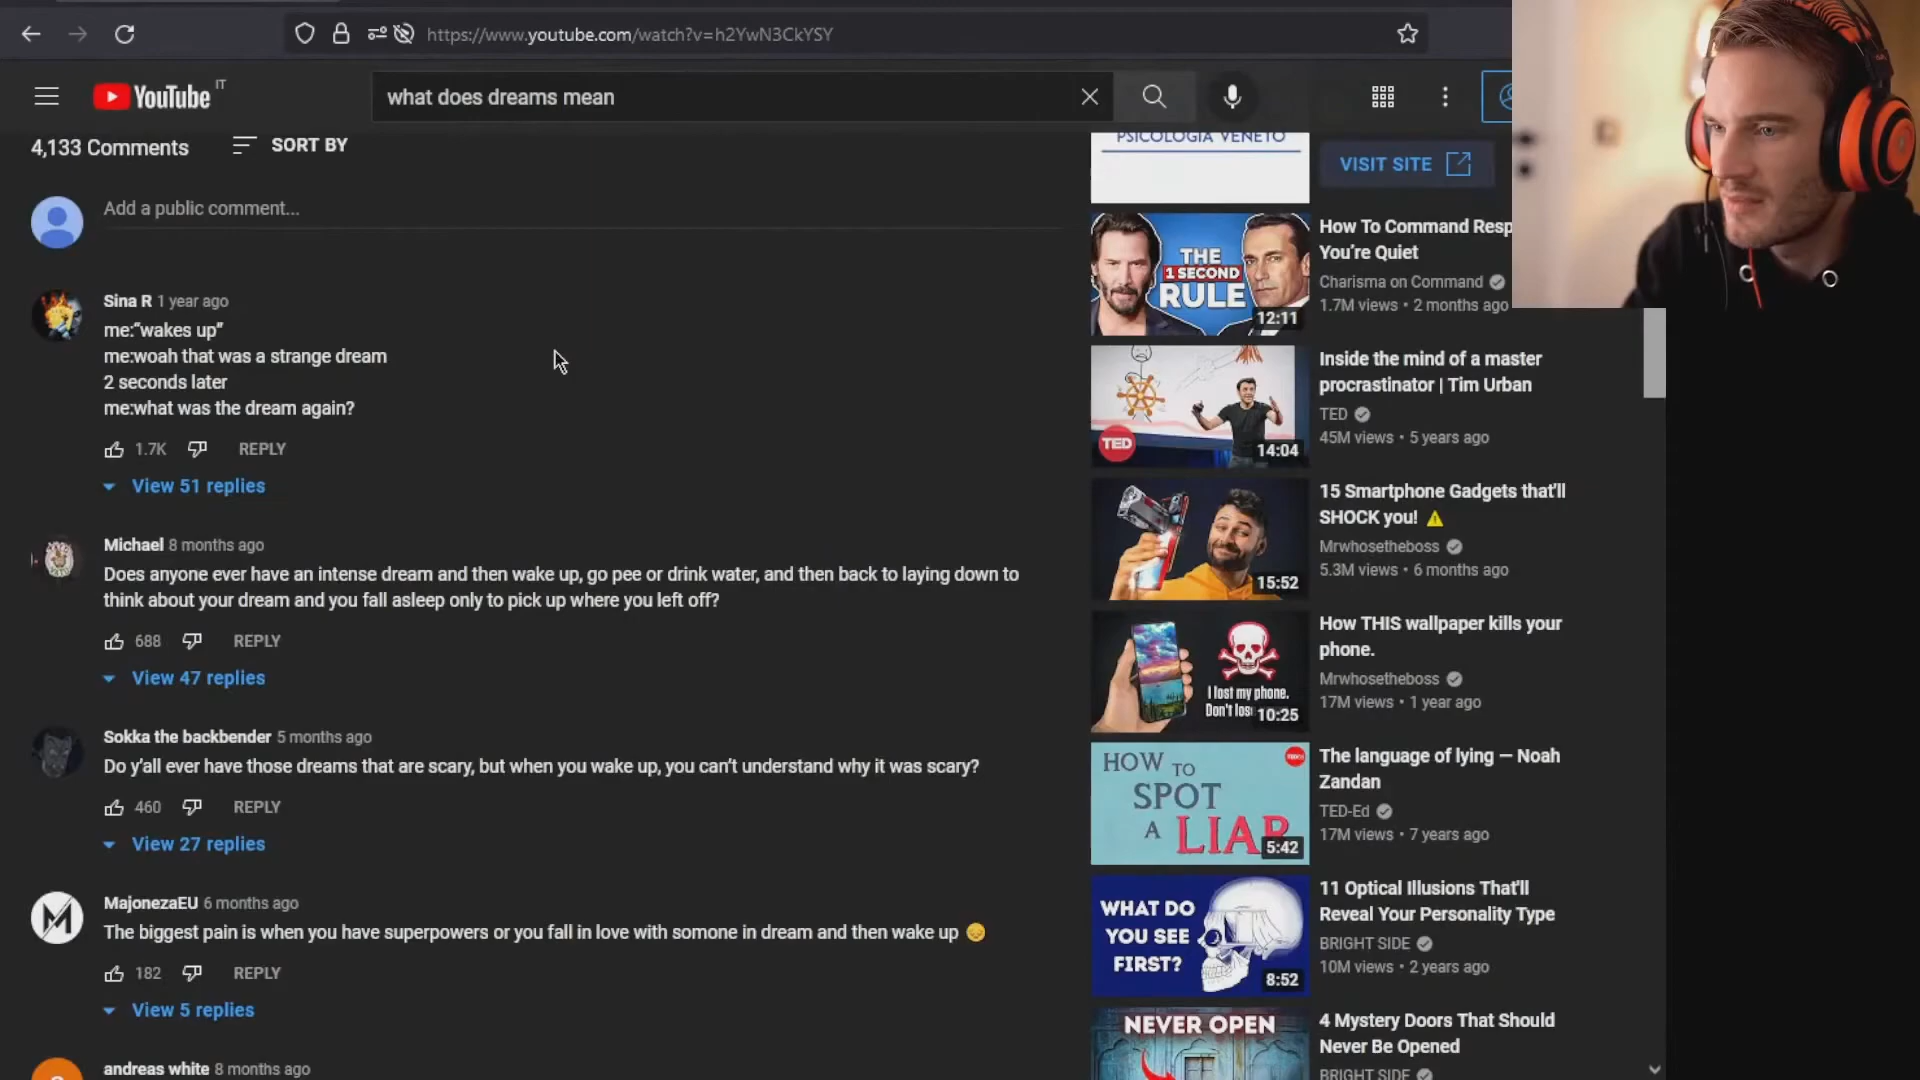 https://www.youtube.com/watch?v=h2YwN3CkYSY
YouTube IT
what does dreams mean
4,133 Comments
SORT BY
Add a public comment...
Sina R 1 year ago
me:“wakes up”
me:woah that was a strange dream
2 seconds later
me:what was the dream again?
1.7K
REPLY
View 51 replies
Michael 8 months ago
Does anyone ever have an intense dream and then wake up, go pee or drink water, and then back to laying down to
think about your dream and you fall asleep only to pick up where you left off?
688
REPLY
View 47 replies
Sokka the backbender 5 months ago
Do y’all ever have those dreams that are scary, but when you wake up, you can’t understand why it was scary?
460
REPLY
View 27 replies
MajonezaEU 6 months ago
The biggest pain is when you have superpowers or you fall in love with somone in dream and then wake up 😔
182
REPLY
View 5 replies
andreas white 8 months ago
PSICOLOGIA VENETO
VISIT SITE
THE
1 SECOND
RULE
12:11
How To Command Resp
You’re Quiet
Charisma on Command
1.7M views • 2 months ago
TED
14:04
Inside the mind of a master
procrastinator | Tim Urban
TED
45M views • 5 years ago
15:52
15 Smartphone Gadgets that'll
SHOCK you! ⚠️
Mrwhosetheboss
5.3M views • 6 months ago
I lost my phone.
Don't los
10:25
How THIS wallpaper kills your
phone.
Mrwhosetheboss
17M views • 1 year ago
HOW TO
SPOT
A LIAR
5:42
The language of lying — Noah
Zandan
TED-Ed
17M views • 7 years ago
WHAT DO
YOU SEE
FIRST?
8:52
11 Optical Illusions That'll
Reveal Your Personality Type
BRIGHT SIDE
10M views • 2 years ago
NEVER OPEN
4 Mystery Doors That Should
Never Be Opened
BRIGHT SIDE